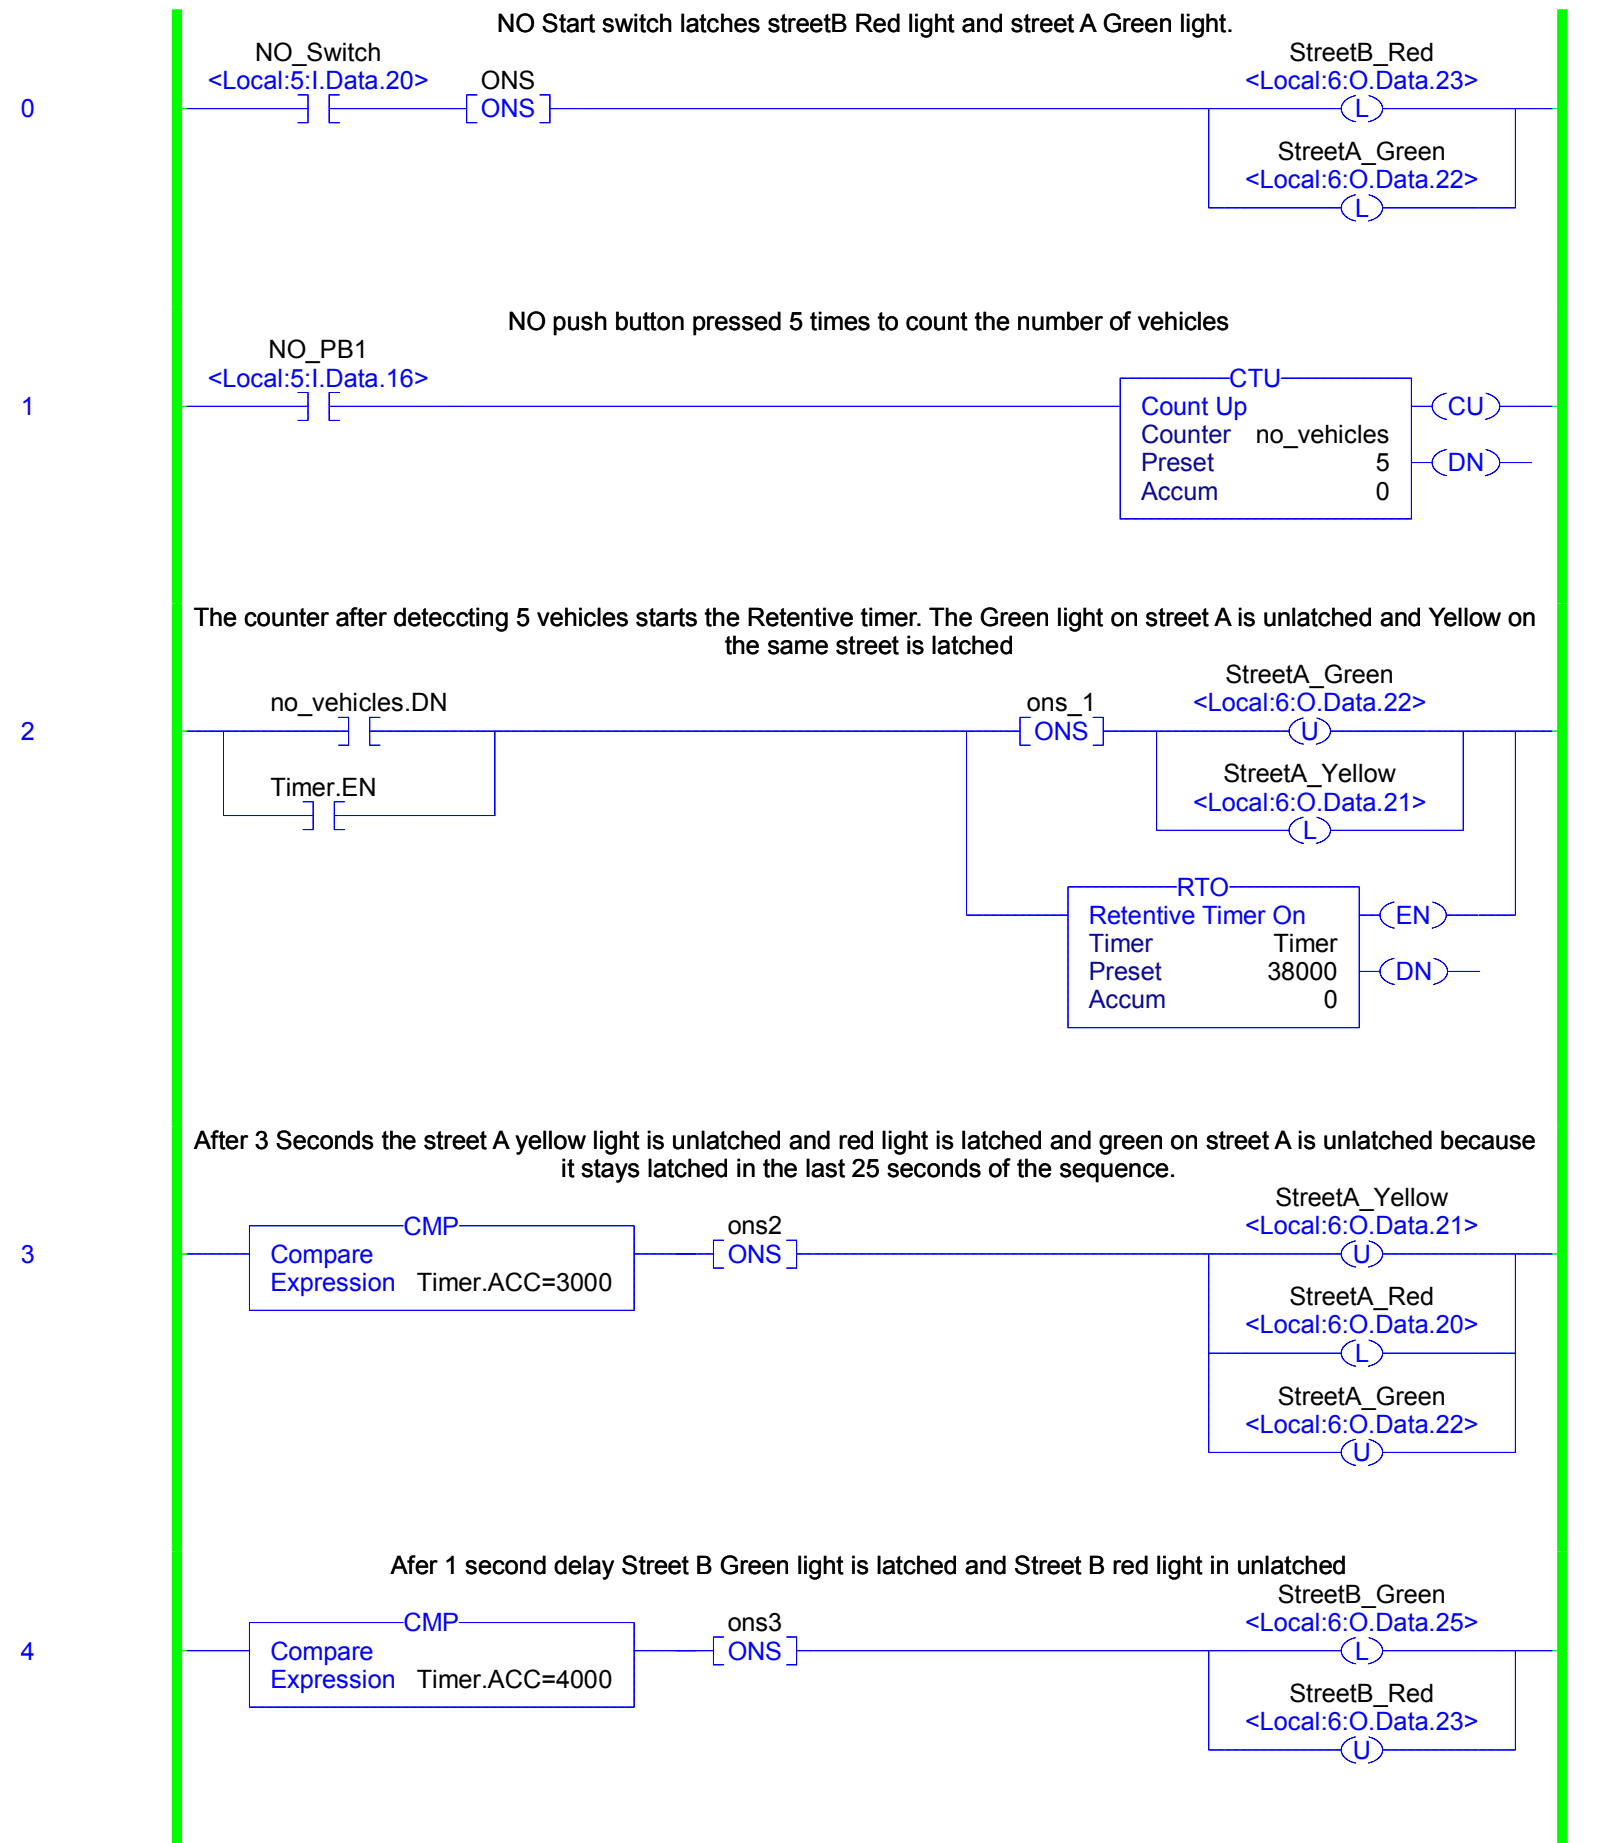 NO Start switch latches streetB Red light and street A Green light.
NO_Switch
<Local:5:I.Data.20>
ONS
ONS
StreetB_Red
<Local:6:O.Data.23>
L
StreetA_Green
<Local:6:O.Data.22>
L
0
NO push button pressed 5 times to count the number of vehicles
NO_PB1
<Local:5:I.Data.16>
1
CTU
Count Up
Counter no_vehicles
Preset 5
Accum 0
CU
DN
The counter after deteccting 5 vehicles starts the Retentive timer. The Green light on street A is unlatched and Yellow on
the same street is latched
2
no_vehicles.DN
Timer.EN
ons_1
ONS
StreetA_Green
<Local:6:O.Data.22>
U
StreetA_Yellow
<Local:6:O.Data.21>
L
RTO
Retentive Timer On
Timer Timer
Preset 38000
Accum 0
EN
DN
After 3 Seconds the street A yellow light is unlatched and red light is latched and green on street A is unlatched because
it stays latched in the last 25 seconds of the sequence.
3
CMP
Compare
Expression Timer.ACC=3000
ons2
ONS
StreetA_Yellow
<Local:6:O.Data.21>
U
StreetA_Red
<Local:6:O.Data.20>
L
StreetA_Green
<Local:6:O.Data.22>
U
Afer 1 second delay Street B Green light is latched and Street B red light in unlatched
4
CMP
Compare
Expression Timer.ACC=4000
ons3
ONS
StreetB_Green
<Local:6:O.Data.25>
L
StreetB_Red
<Local:6:O.Data.23>
U